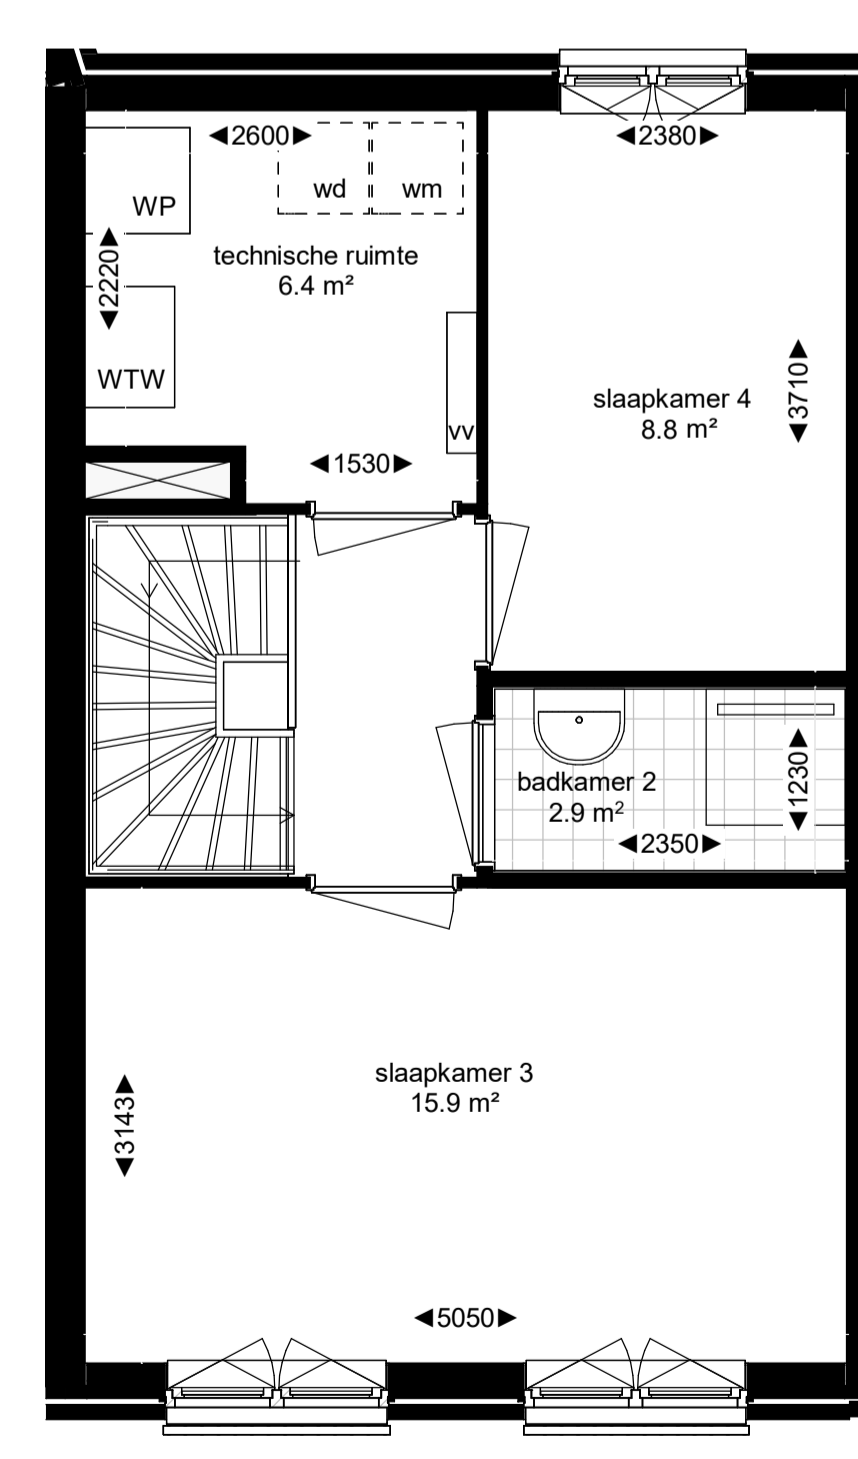 2600
2380
wd
wm
WP
technische ruimte
6.4 m²
2220
WTW
slaapkamer 4
8.8 m²
3710
vv
1530
badkamer 2
2.9 m²
1230
2350
slaapkamer 3
15.9 m²
3143
5050